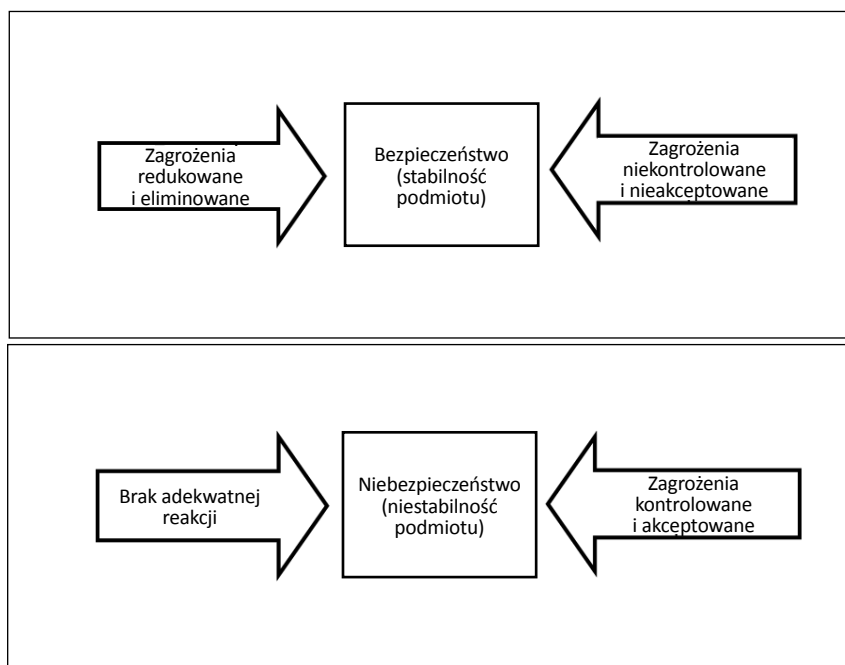 Zagrożenia
redukowane
i eliminowane
Bezpieczeństwo
(stabilność
podmiotu)
Zagrożenia
niekontrolowane
i nieakceptowane
Brak adekwatnej
reakcji
Niebezpieczeństwo
(niestabilność
podmiotu)
Zagrożenia
kontrolowane
i akceptowane